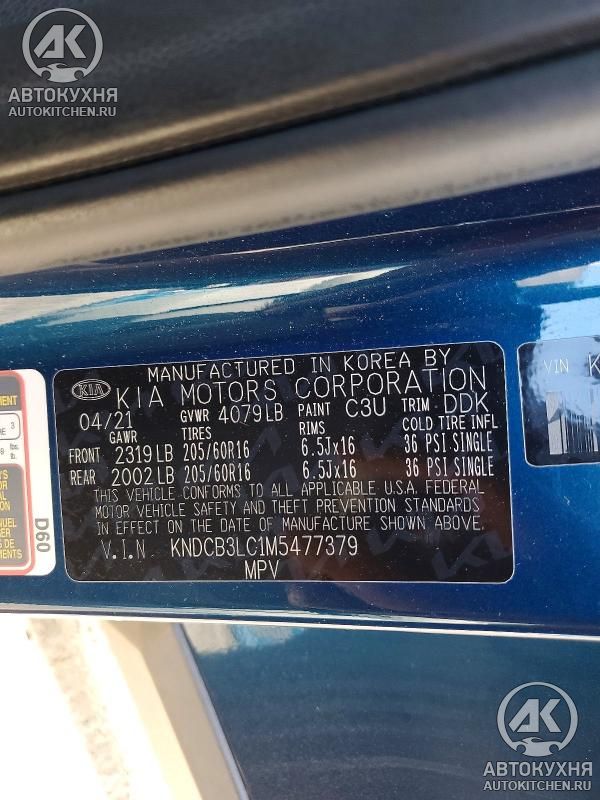 AK
АВТОКУХНЯ
AUTOKITCHEN.RU
MANUFACTURED IN KOREA BY
KIA KIA MOTORS CORPORATION
04/21 GVWR 4079LB PAINT C3U TRIM DDK
GAWR TIRES RIMS COLD TIRE INFL
FRONT 2319LB 205/60R16 6.5Jx16 36 PSI SINGLE
REAR 2002LB 205/60R16 6.5Jx16 36 PSI SINGLE
THIS VEHICLE CONFORMS TO ALL APPLICABLE U.S.A. FEDERAL
MOTOR VEHICLE SAFETY AND THEFT PREVENTION STANDARDS
IN EFFECT ON THE DATE OF MANUFACTURE SHOWN ABOVE.
V.I.N KNDCB3LC1M5477379
MPV
D60
VIN K
AK
АВТОКУХНЯ
AUTOKITCHEN.RU